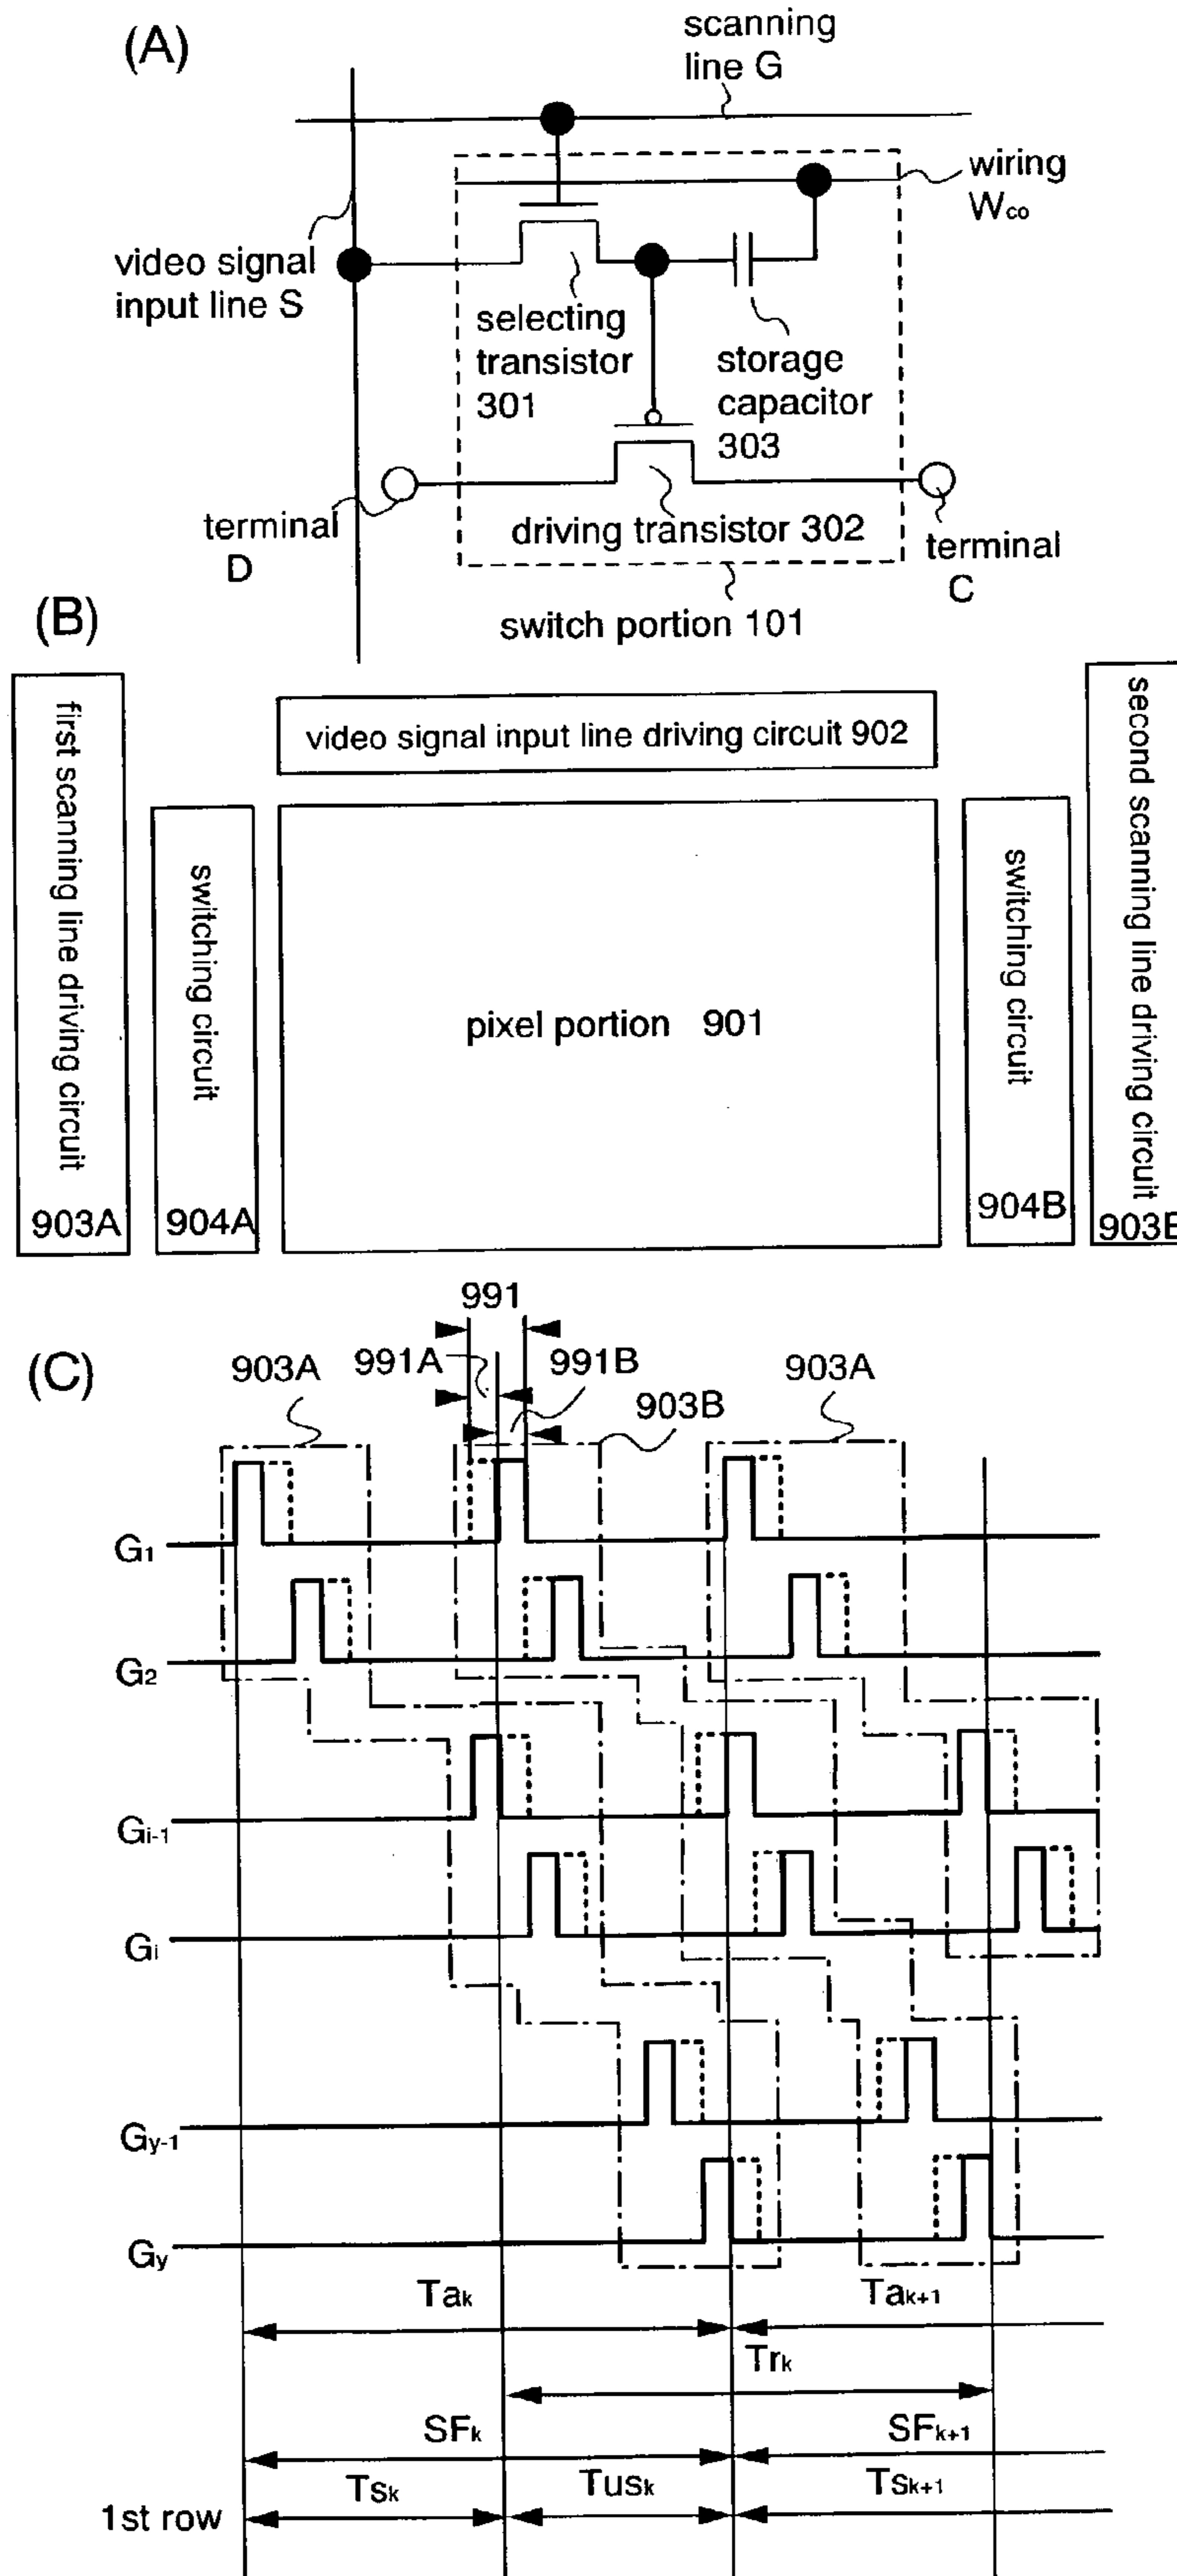 (A)
scanning
line G
wiring
Wco
video signal
input line S
selecting
transistor
301
storage
capacitor
303
terminal
D
driving transistor 302
terminal
C
switch portion 101
(B)
first scanning line driving circuit
903A
switching circuit
904A
video signal input line driving circuit 902
pixel portion 901
switching circuit
904B
second scanning line driving circuit
903B
(C)
991
903A
991A
991B
903B
903A
G1
G2
Gi-1
Gi
Gy-1
Gy
Tak
Tak+1
Trk
SFk
SFk+1
1st row
Tsk
Tusk
Tsk+1